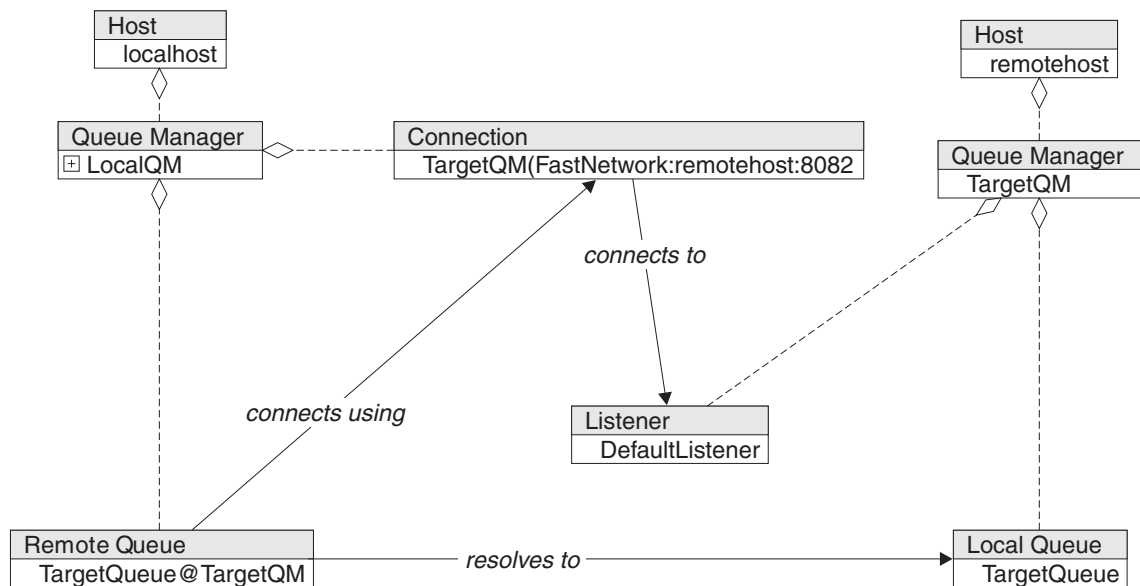 Host
localhost
Host
remotehost
Queue Manager
LocalQM
Connection
TargetQM(FastNetwork:remotehost:8082
Queue Manager
TargetQM
connects to
connects using
Listener
DefaultListener
Remote Queue
TargetQueue@TargetQM
resolves to
Local Queue
TargetQueue